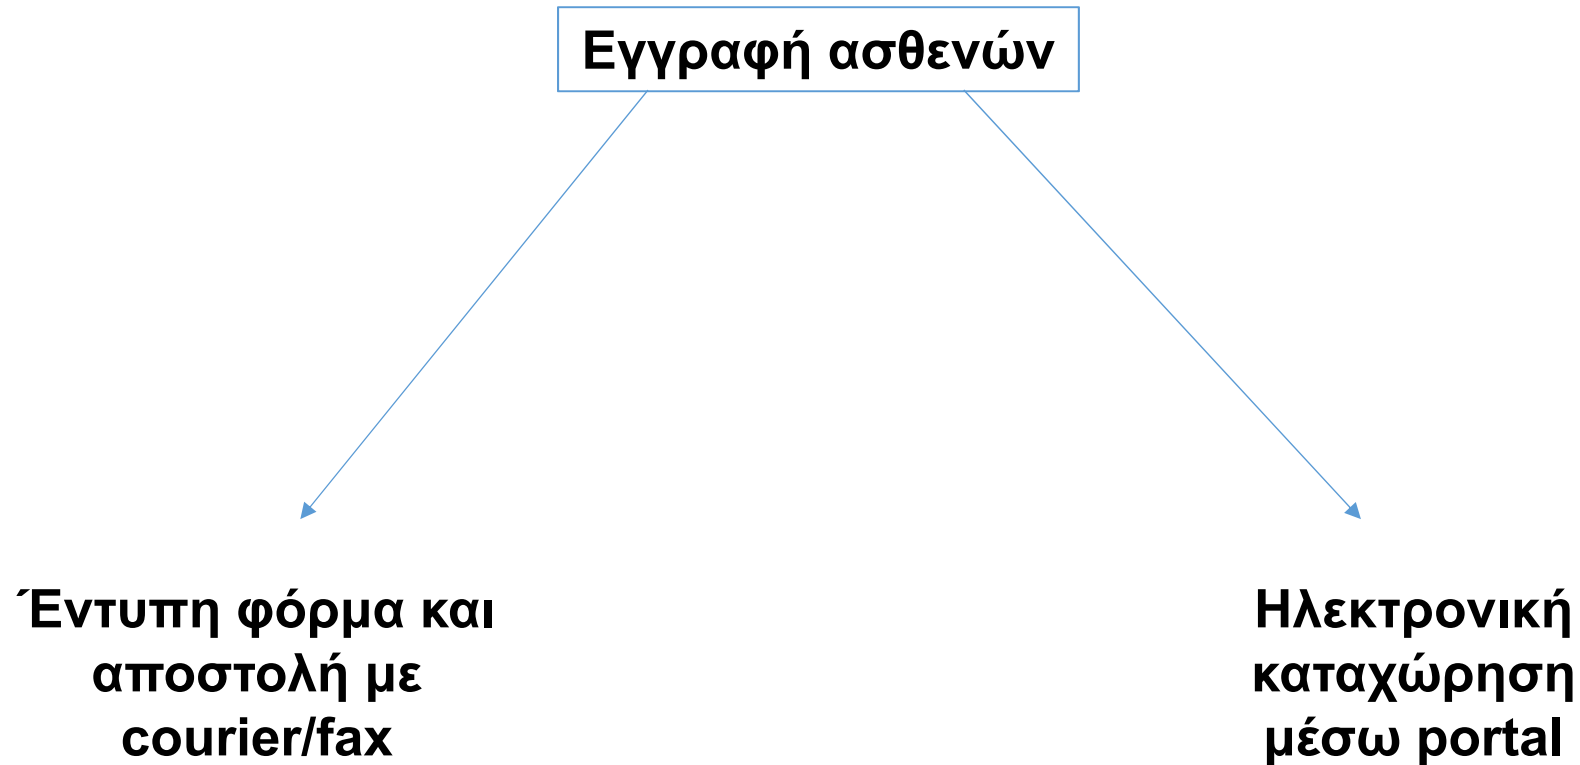 Εγγραφή ασθενών
Έντυπη φόρμα και
αποστολή με
courier/fax
Ηλεκτρονική
καταχώρηση
μέσω portal